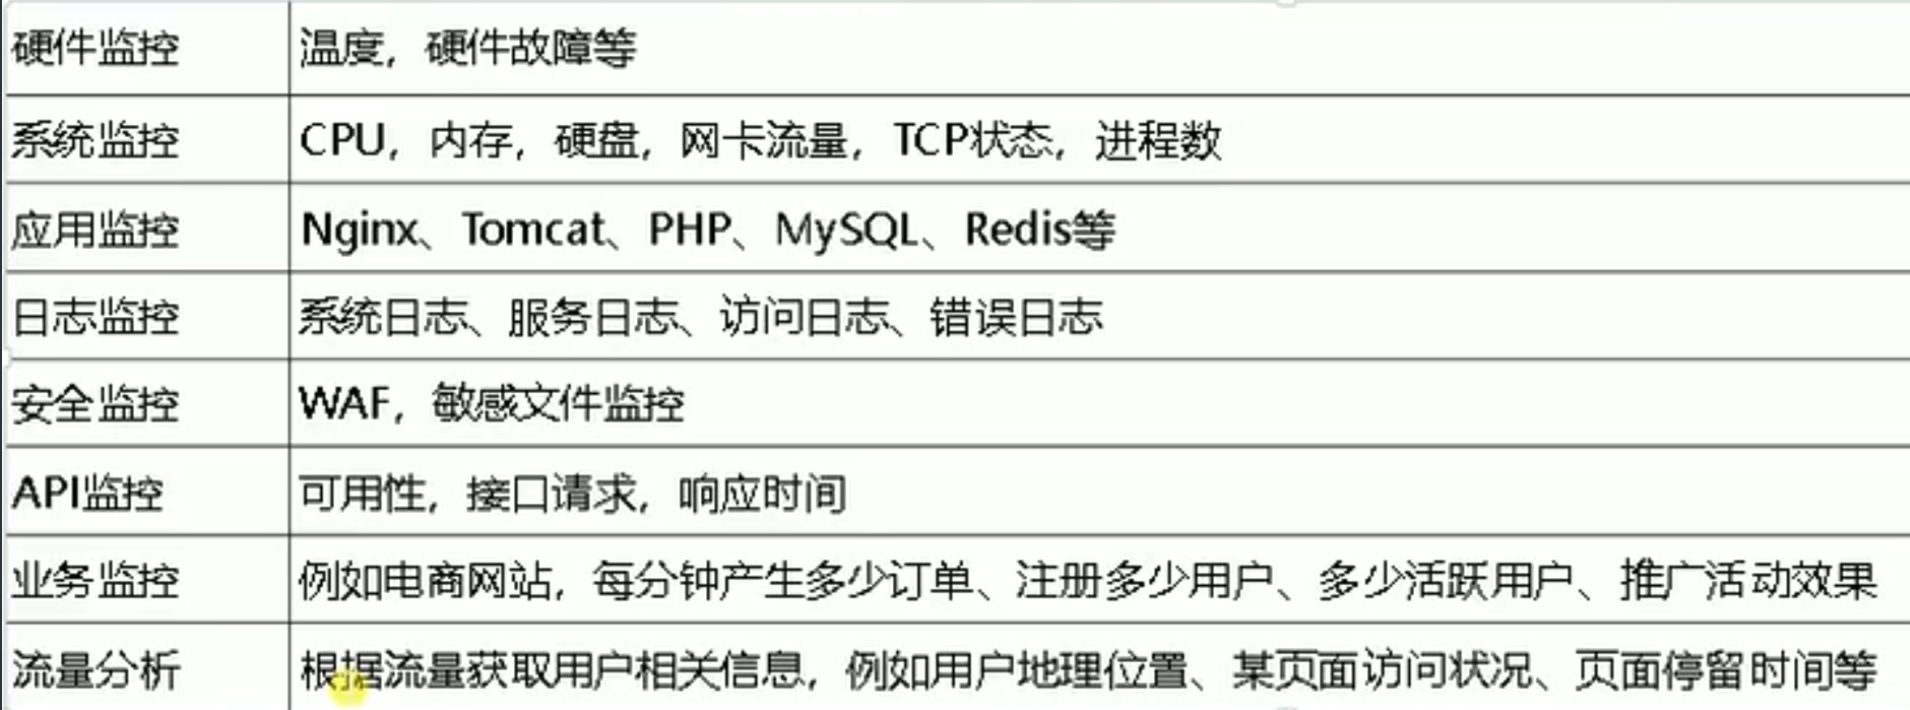 硬件监控 温度，硬件故障等
系统监控 CPU，内存，硬盘，网卡流量，TCP状态，进程数
应用监控 Nginx、Tomcat、PHP、MySQL、Redis等
日志监控 系统日志、服务日志、访问日志、错误日志
安全监控 WAF，敏感文件监控
API监控 可用性，接口请求，响应时间
业务监控 例如电商网站，每分钟产生多少订单、注册多少用户、多少活跃用户、推广活动效果
流量分析 根据流量获取用户相关信息，例如用户地理位置、某页面访问状况、页面停留时间等